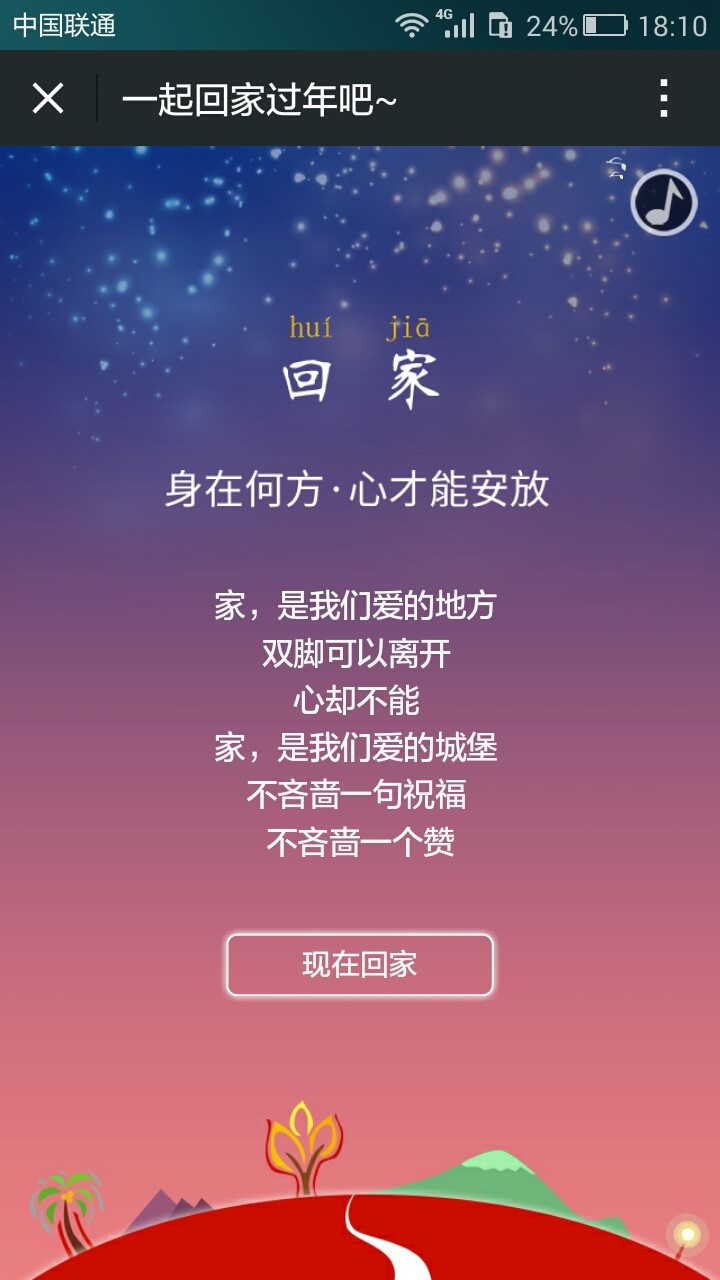 中国联通 4G 24% 18:10
一起回家过年吧~
huí jiā
回 家
身在何方·心才能安放
家，是我们爱的地方
双脚可以离开
心却不能
家，是我们爱的城堡
不吝啬一句祝福
不吝啬一个赞
现在回家